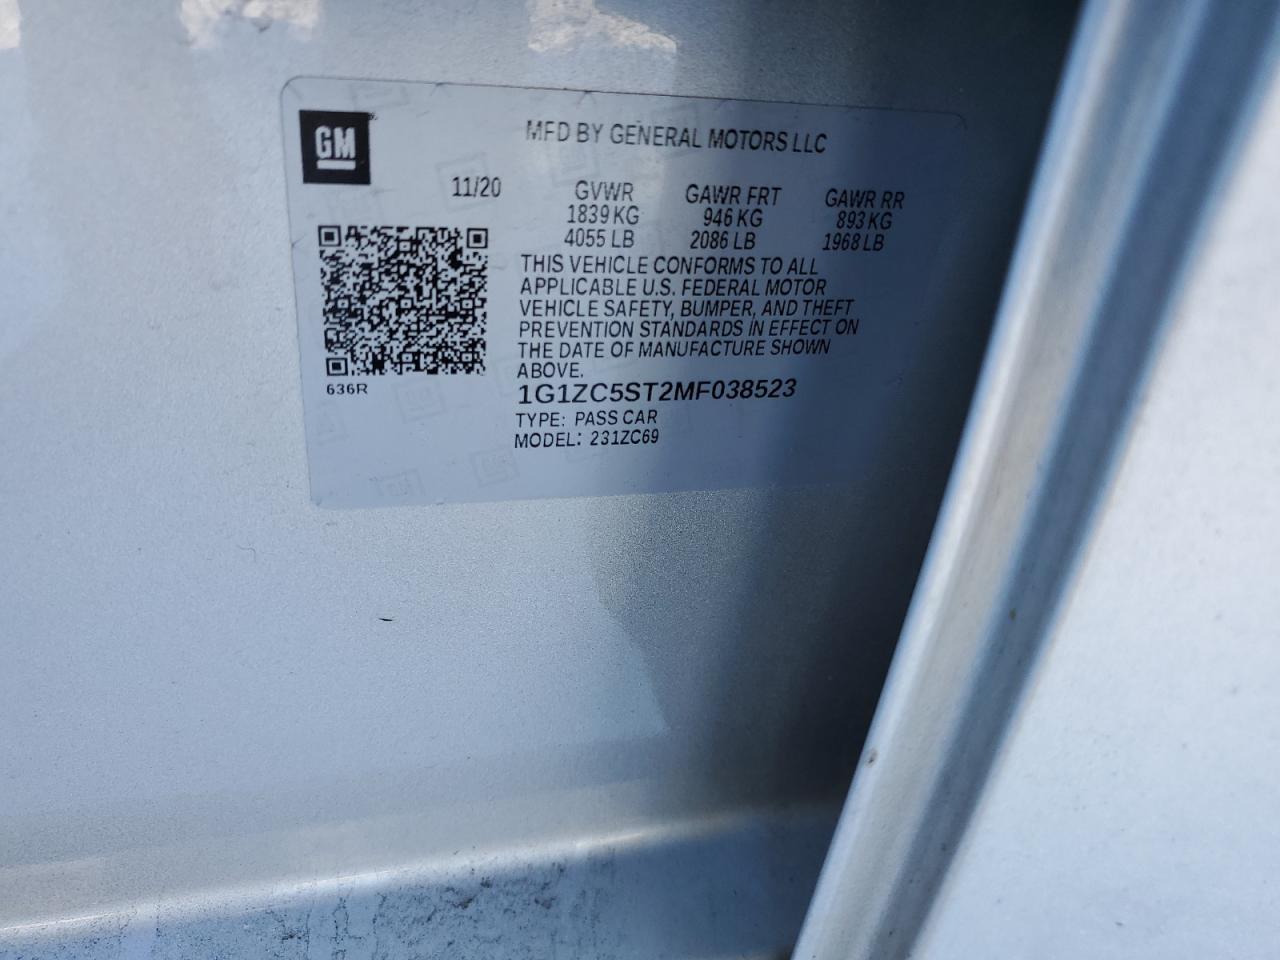 GM
MFD BY GENERAL MOTORS LLC
11/20 GVWR GAWR FRT GAWR RR
1839 KG 946 KG 893 KG
4055 LB 2086 LB 1968 LB
THIS VEHICLE CONFORMS TO ALL
APPLICABLE U.S. FEDERAL MOTOR
VEHICLE SAFETY, BUMPER, AND THEFT
PREVENTION STANDARDS IN EFFECT ON
THE DATE OF MANUFACTURE SHOWN
ABOVE.
636R
1G1ZC5ST2MF038523
TYPE: PASS CAR
MODEL: 231ZC69